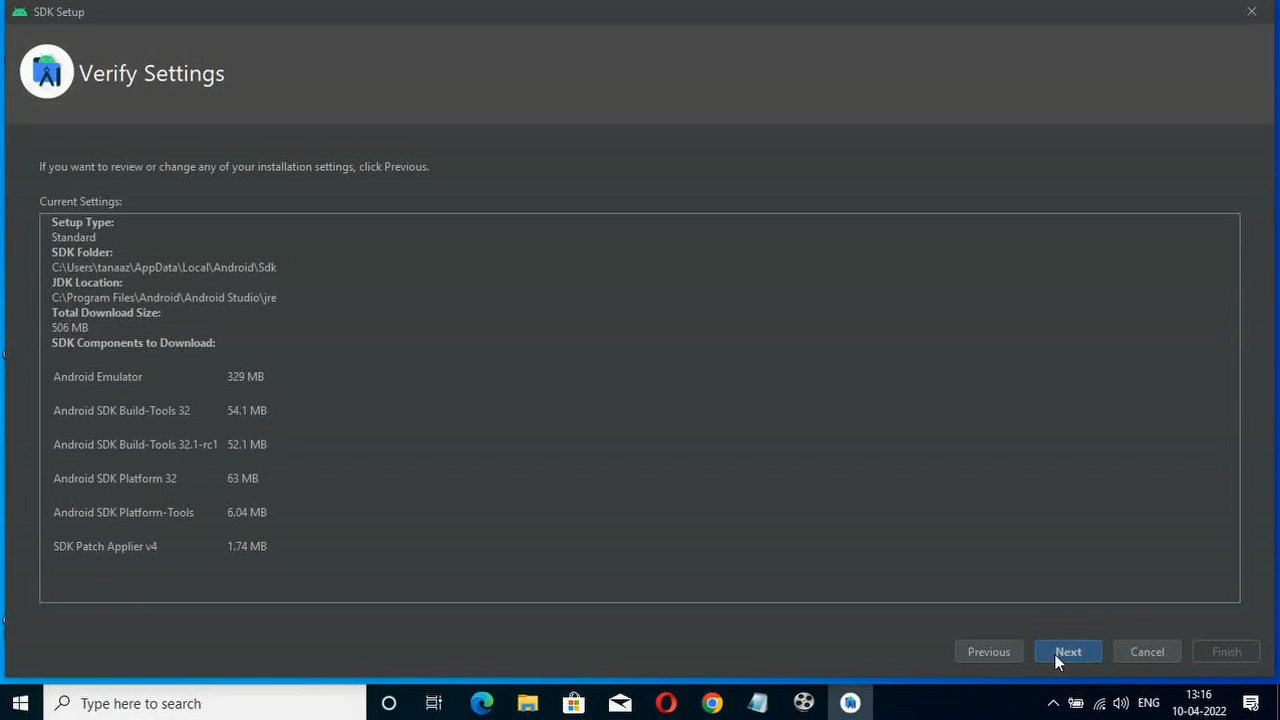 SDK Setup
Verify Settings
If you want to review or change any of your installation settings, click Previous.
Current Settings:
Setup Type:
Standard
SDK Folder:
C:\Users\tanaaz\AppData\Local\Android\Sdk
JDK Location:
C:\Program Files\Android\Android Studio\jre
Total Download Size:
506 MB
SDK Components to Download:
Android Emulator 329 MB
Android SDK Build-Tools 32 54.1 MB
Android SDK Build-Tools 32.1-rc1 52.1 MB
Android SDK Platform 32 63 MB
Android SDK Platform-Tools 6.04 MB
SDK Patch Applier v4 1.74 MB
Previous Next Cancel Finish
Type here to search
ENG
13:16
10-04-2022